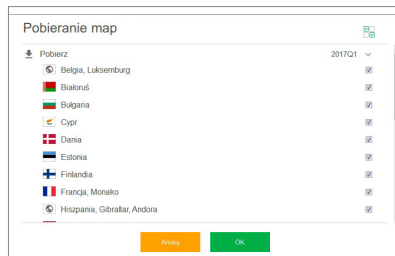 Pobieranie map
Pobierz 2017Q1
Belgia, Luksemburg
Białoruś
Bułgaria
Cypr
Dania
Estonia
Finlandia
Francja, Monako
Hiszpania, Gibraltar, Andora
Anuluj OK